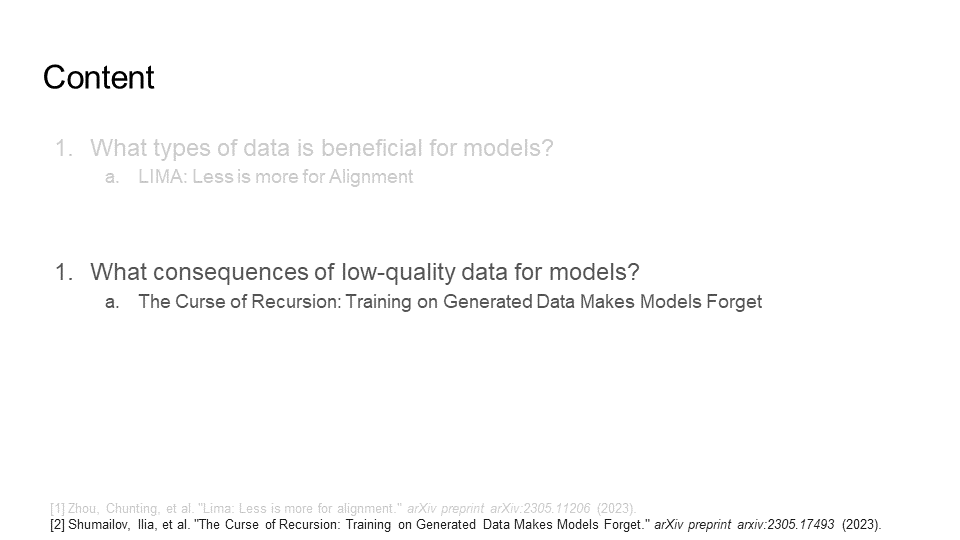 Content
1. What types of data is beneficial for models?
a. LIMA: Less is more for Alignment
1. What consequences of low-quality data for models?
a. The Curse of Recursion: Training on Generated Data Makes Models Forget
[1] Zhou, Chunting, et al. "Lima: Less is more for alignment." arXiv preprint arXiv:2305.11206 (2023).
[2] Shumailov, Ilia, et al. "The Curse of Recursion: Training on Generated Data Makes Models Forget." arXiv preprint arxiv:2305.17493 (2023).